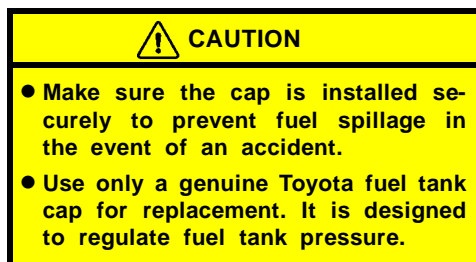 CAUTION
● Make sure the cap is installed se-
curely to prevent fuel spillage in
the event of an accident.
● Use only a genuine Toyota fuel tank
cap for replacement. It is designed
to regulate fuel tank pressure.